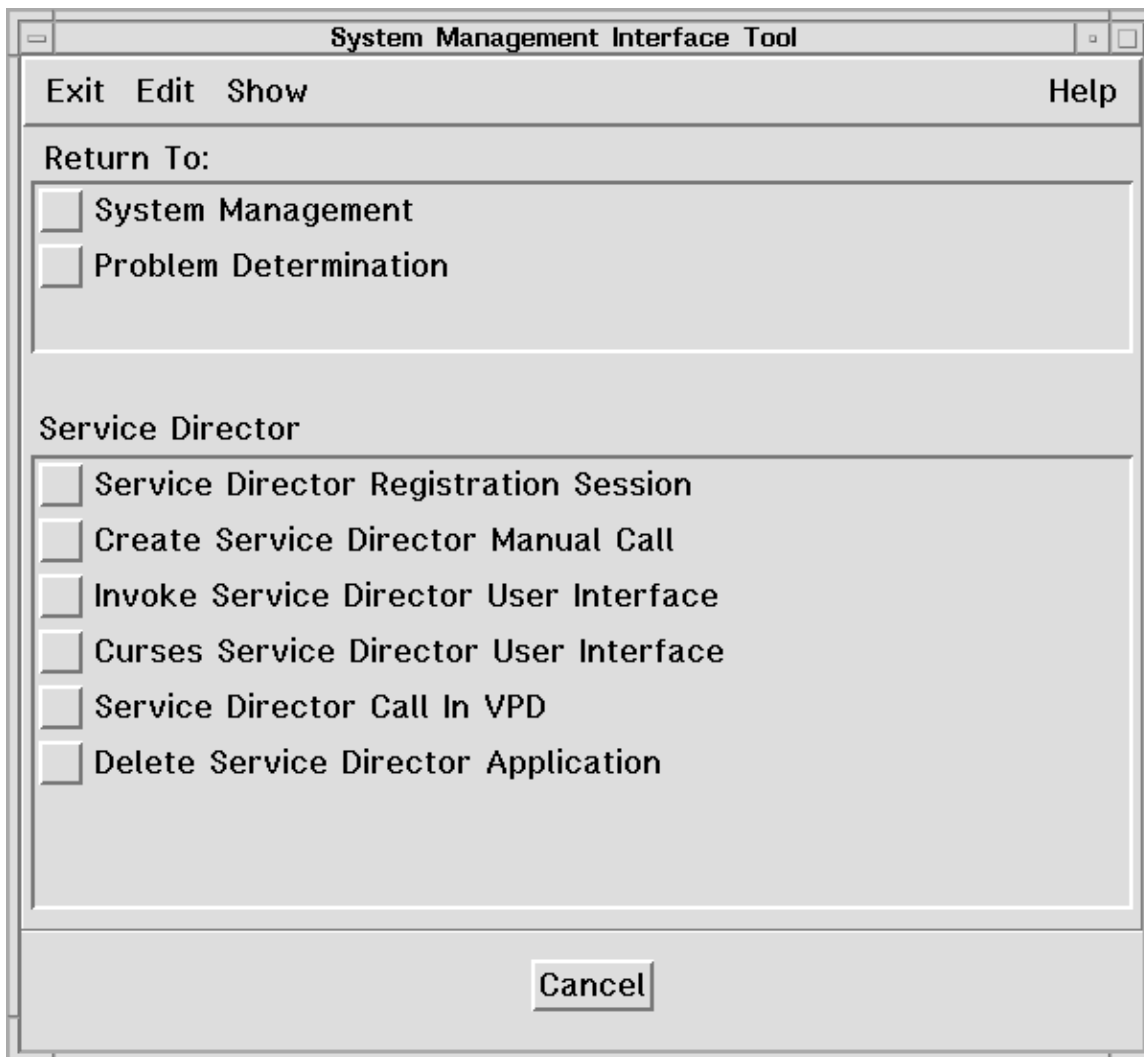 System Management Interface Tool
Exit Edit Show Help
Return To:
System Management
Problem Determination
Service Director
Service Director Registration Session
Create Service Director Manual Call
Invoke Service Director User Interface
Curses Service Director User Interface
Service Director Call In VPD
Delete Service Director Application
Cancel